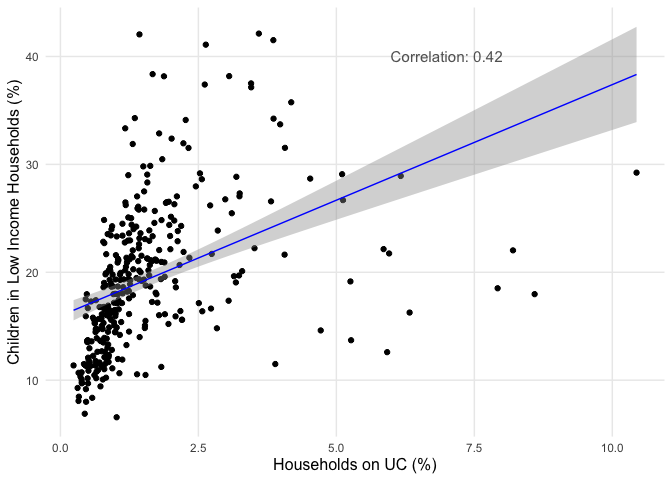 Correlation: 0.42
Children in Low Income Households (%)
40
30
20
10
0.0 2.5 5.0 7.5 10.0
Households on UC (%)